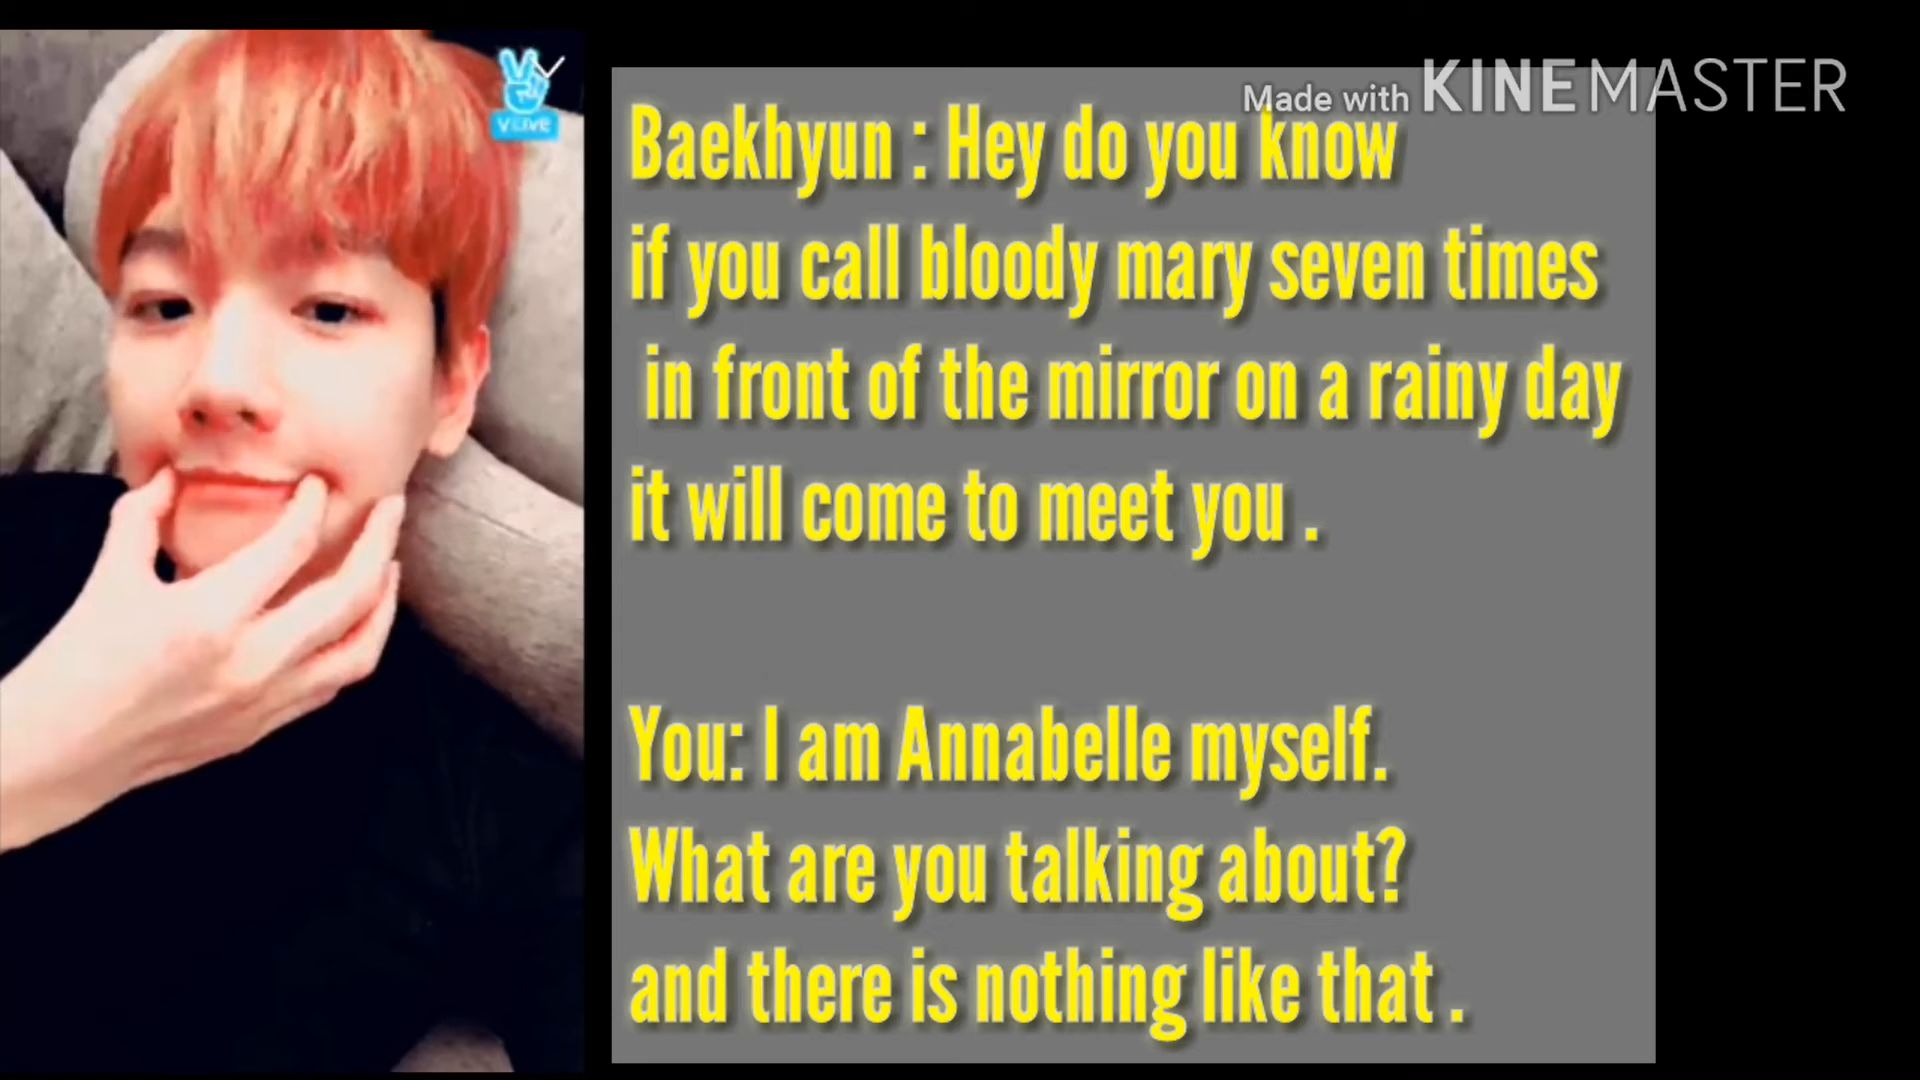 V LIVE
Made with KINEMASTER
Baekhyun : Hey do you know
if you call bloody mary seven times
in front of the mirror on a rainy day
it will come to meet you .
You: I am Annabelle myself.
What are you talking about?
and there is nothing like that .